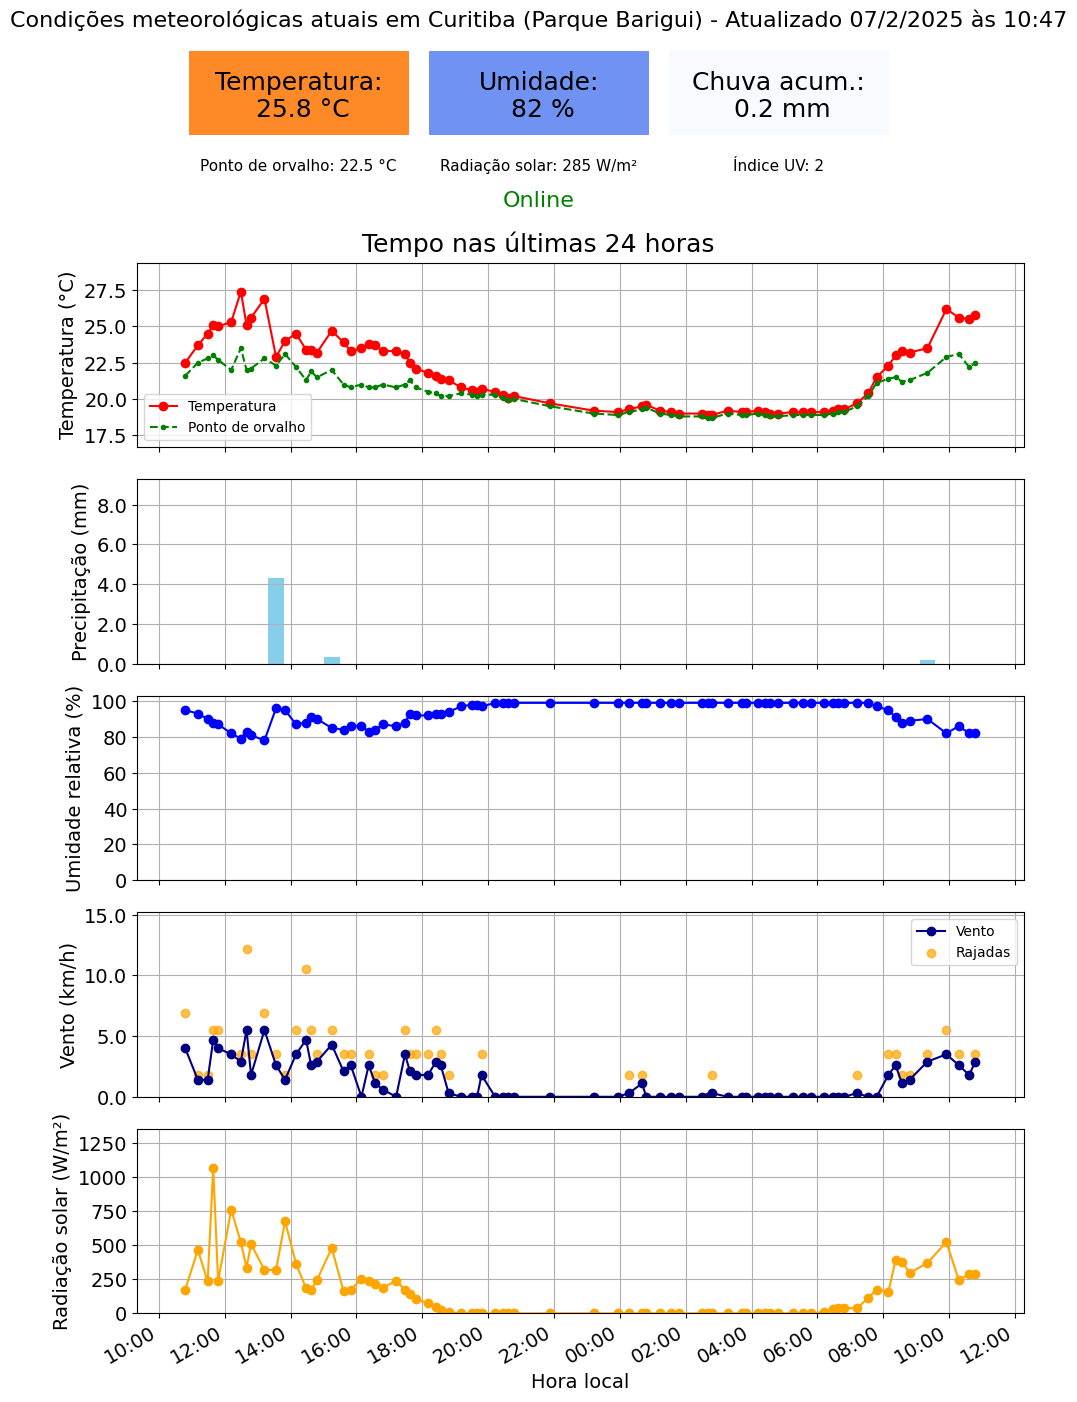 Condições meteorológicas atuais em Curitiba (Parque Barigui) - Atualizado 07/2/2025 às 10:47
Temperatura:
25.8 °C
Umidade:
82 %
Chuva acum.:
0.2 mm
Ponto de orvalho: 22.5 °C
Radiação solar: 285 W/m²
Índice UV: 2
Online
Tempo nas últimas 24 horas
Temperatura (°C)
27.5
25.0
22.5
20.0
17.5
Temperatura
Ponto de orvalho
Precipitação (mm)
8.0
6.0
4.0
2.0
0.0
Umidade relativa (%)
100
80
60
40
20
0
Vento (km/h)
15.0
10.0
5.0
0.0
Vento
Rajadas
Radiação solar (W/m²)
1250
1000
750
500
250
0
10:00
12:00
14:00
16:00
18:00
20:00
22:00
00:00
02:00
04:00
06:00
08:00
10:00
12:00
Hora local